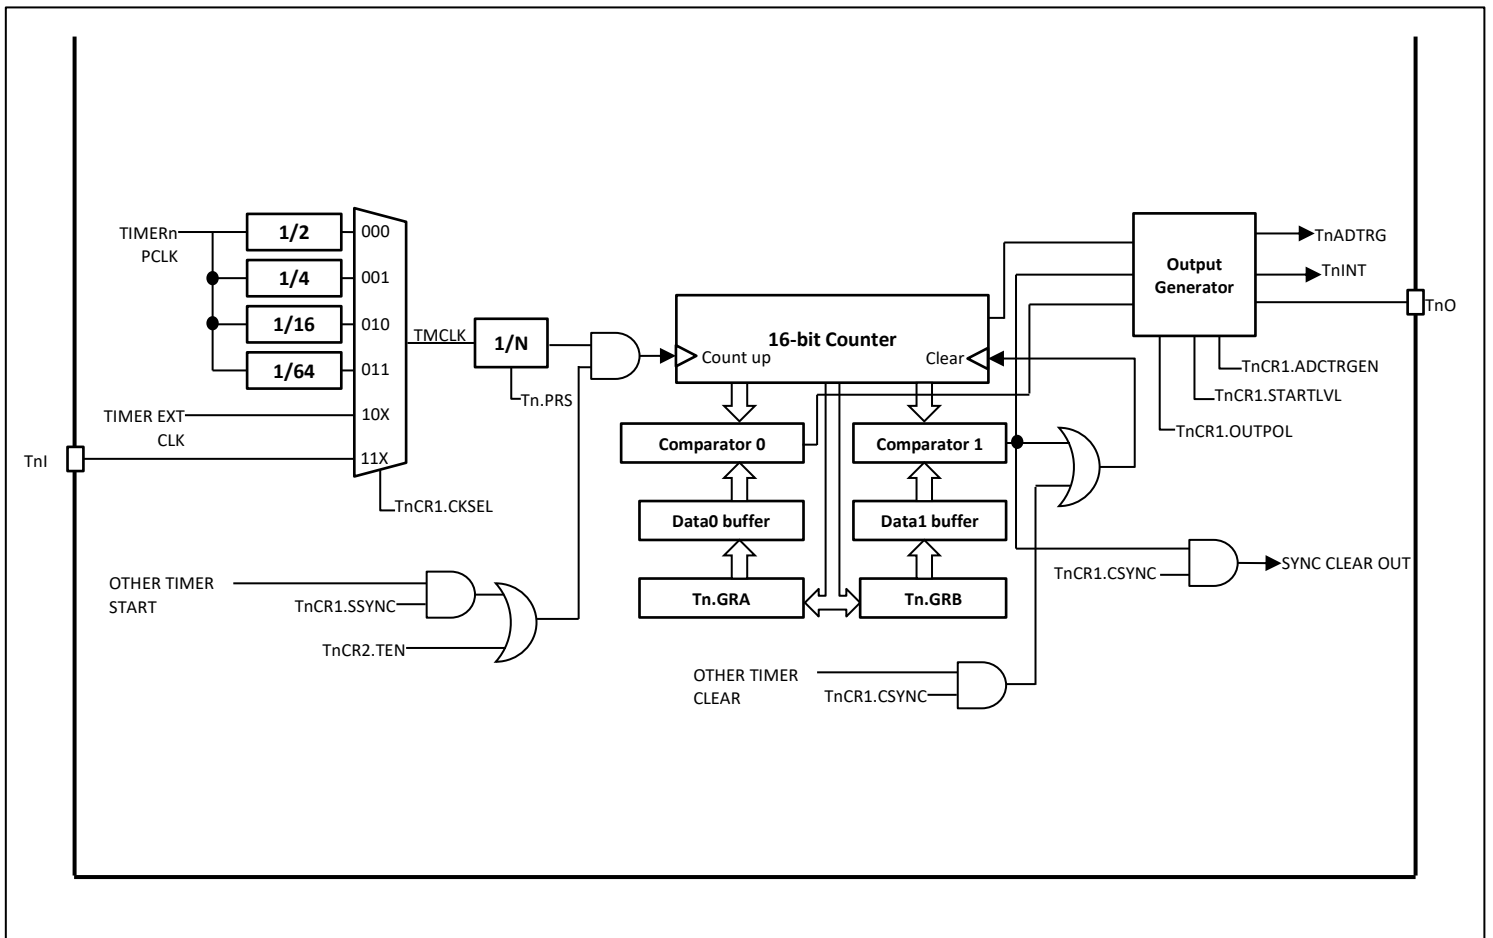 TIMERn
PCLK
1/2
000
1/4
001
1/16
010
1/64
011
TIMER EXT
CLK
10X
TnI
11X
TnCR1.CKSEL
TMCLK
1/N
Tn.PRS
OTHER TIMER
START
TnCR1.SSYNC
TnCR2.TEN
16-bit Counter
Count up
Clear
Comparator 0
Comparator 1
Data0 buffer
Data1 buffer
Tn.GRA
Tn.GRB
OTHER TIMER
CLEAR
TnCR1.CSYNC
Output
Generator
TnADTRG
TnINT
TnO
TnCR1.ADCTRGEN
TnCR1.STARTLVL
TnCR1.OUTPOL
TnCR1.CSYNC
SYNC CLEAR OUT